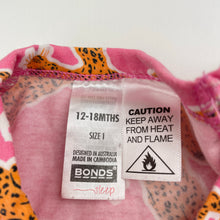 12-18MTHS
SIZE 1
DESIGNED IN AUSTRALIA
MADE IN CAMBODIA
BONDS
sleep
CAUTION
KEEP AWAY
FROM HEAT
AND FLAME